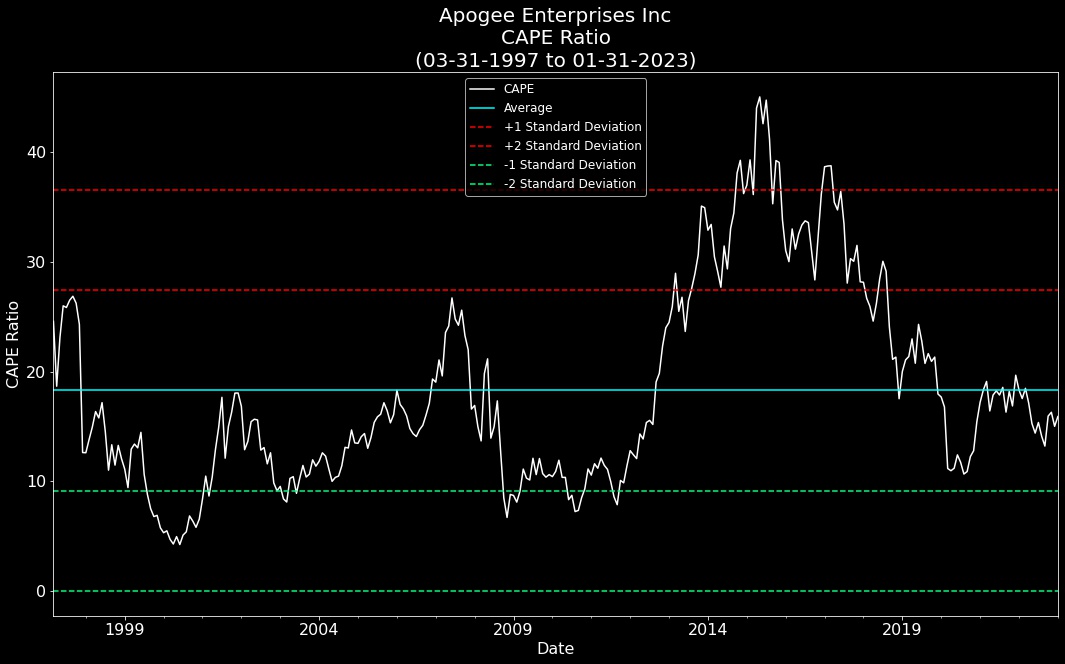 Apogee Enterprises Inc
CAPE Ratio
(03-31-1997 to 01-31-2023)
CAPE
Average
+1 Standard Deviation
+2 Standard Deviation
-1 Standard Deviation
-2 Standard Deviation
CAPE Ratio
40
30
20
10
0
1999 2004 2009 2014 2019
Date